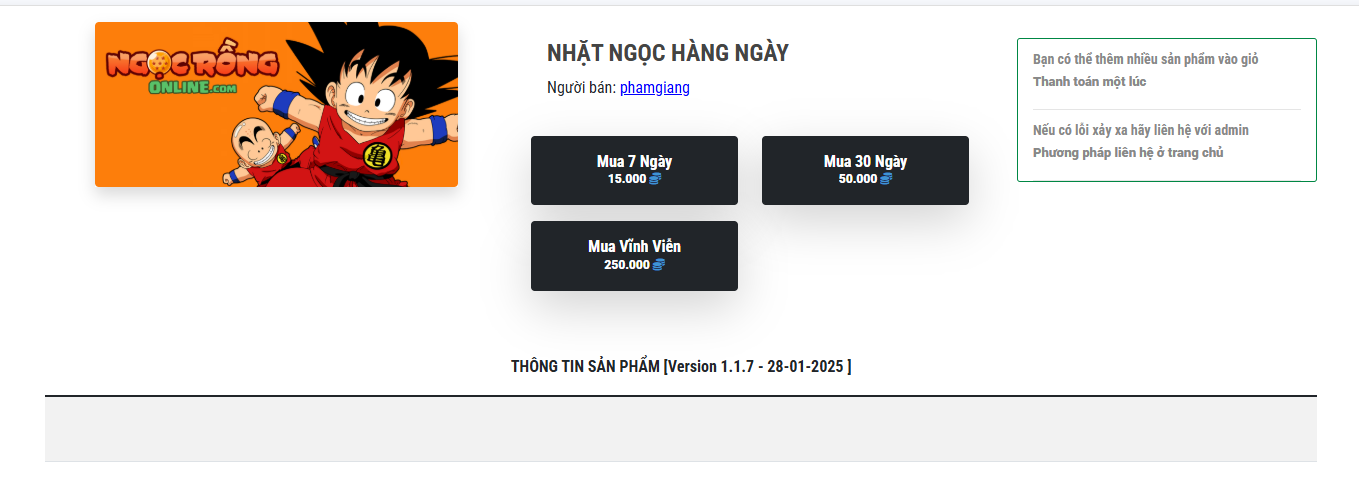 NGỌC RỒNG
ONLINE.COM
NHẶT NGỌC HÀNG NGÀY
Người bán: phamgiang
Mua 7 Ngày
15.000
Mua 30 Ngày
50.000
Mua Vĩnh Viễn
250.000
Bạn có thể thêm nhiều sản phẩm vào giỏ
Thanh toán một lúc
Nếu có lỗi xảy xa hãy liên hệ với admin
Phương pháp liên hệ ở trang chủ
THÔNG TIN SẢN PHẨM [Version 1.1.7 - 28-01-2025 ]